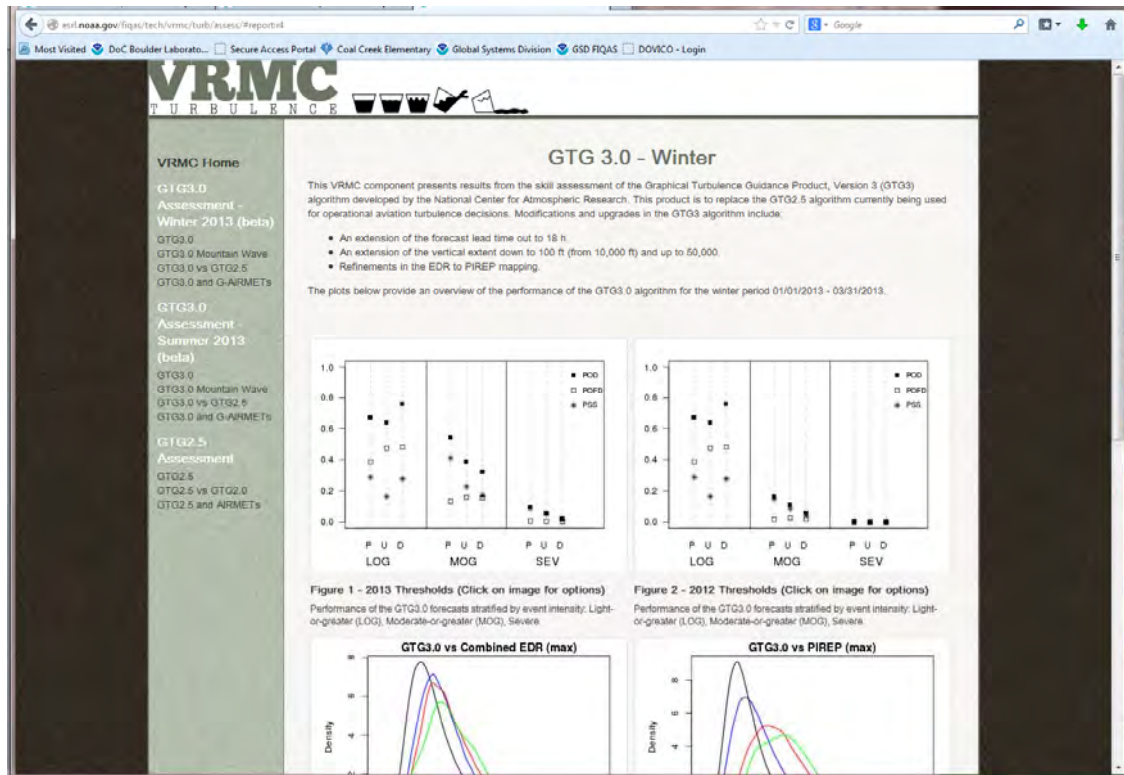 esrl.noaa.gov/fiqas/tech/vrmc/turb/assess/#report=4
Google
Most Visited DoC Boulder Laborato... Secure Access Portal Coal Creek Elementary Global Systems Division GSD FIQAS DOVICO - Login
VRMC
TURBULENCE
VRMC Home
GTG3.0
Assessment -
Winter 2013 (beta)
GTG3.0
GTG3.0 Mountain Wave
GTG3.0 vs GTG2.5
GTG3.0 and G-AIRMETs
GTG3.0
Assessment -
Summer 2013
(beta)
GTG3.0
GTG3.0 Mountain Wave
GTG3.0 vs GTG2.5
GTG3.0 and G-AIRMETs
GTG2.5
Assessment
GTG2.5
GTG2.5 vs GTG2.0
GTG2.5 and AIRMETs
GTG 3.0 - Winter
This VRMC component presents results from the skill assessment of the Graphical Turbulence Guidance Product, Version 3 (GTG3)
algorithm developed by the National Center for Atmospheric Research. This product is to replace the GTG2.5 algorithm currently being used
for operational aviation turbulence decisions. Modifications and upgrades in the GTG3 algorithm include:
An extension of the forecast lead time out to 18 h.
An extension of the vertical extent down to 100 ft (from 10,000 ft) and up to 50,000.
Refinements in the EDR to PIREP mapping.
The plots below provide an overview of the performance of the GTG3.0 algorithm for the winter period 01/01/2013 - 03/31/2013.
1.0
0.8
0.6
0.4
0.2
0.0
POD
POFD
PSS
P U D P U D P U D
LOG MOG SEV
Figure 1 - 2013 Thresholds (Click on image for options)
Performance of the GTG3.0 forecasts stratified by event intensity: Light-
or-greater (LOG), Moderate-or-greater (MOG), Severe
1.0
0.8
0.6
0.4
0.2
0.0
POD
POFD
PSS
P U D P U D P U D
LOG MOG SEV
Figure 2 - 2012 Thresholds (Click on image for options)
Performance of the GTG3.0 forecasts stratified by event intensity: Light-
or-greater (LOG), Moderate-or-greater (MOG), Severe
GTG3.0 vs Combined EDR (max)
8
6
4
Density
GTG3.0 vs PIREP (max)
8
6
4
Density